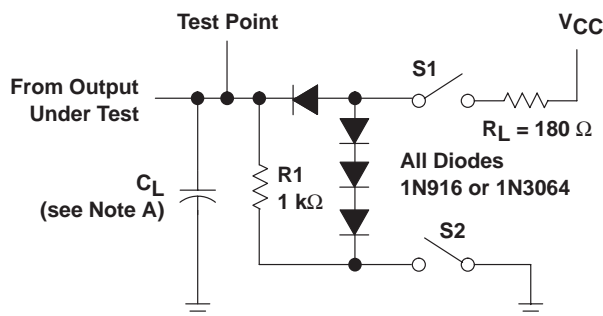 Test Point
VCC
S1
From Output
Under Test
RL = 180 Ω
All Diodes
1N916 or 1N3064
R1
1 kΩ
CL
(see Note A)
S2